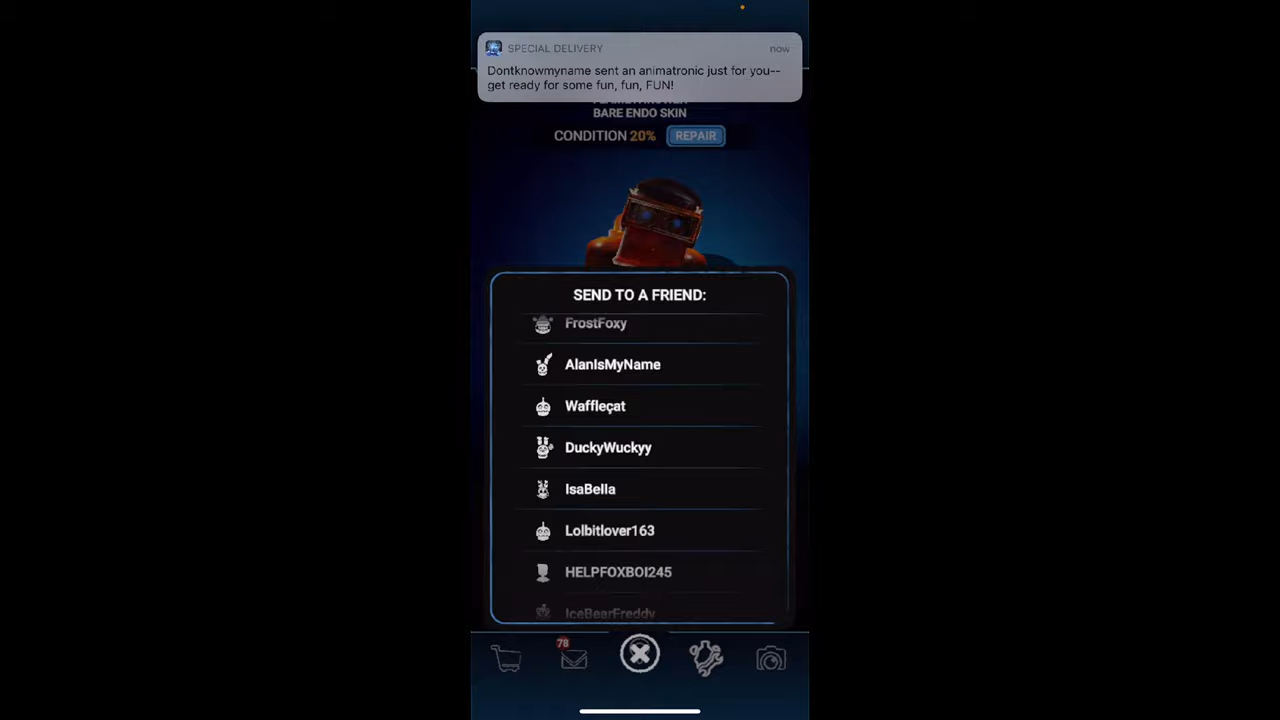 SPECIAL DELIVERY
now
Dontknowmyname sent an animatronic just for you--
get ready for some fun, fun, FUN!
BARE ENDO SKIN
CONDITION 20% REPAIR
SEND TO A FRIEND:
FrostFoxy
AlanIsMyName
Waffleçat
DuckyWuckyy
IsaBella
Lolbitlover163
HELPFOXBOI245
IceBearFreddy
78